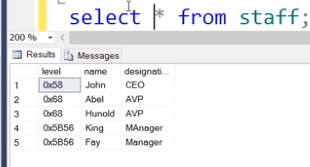 select * from staff;
200 %
Results Messages
level name designati...
1 0x58 John CEO
2 0x68 Abel AVP
3 0x68 Hunold AVP
4 0x5B56 King MAnager
5 0x5B56 Fay Manager